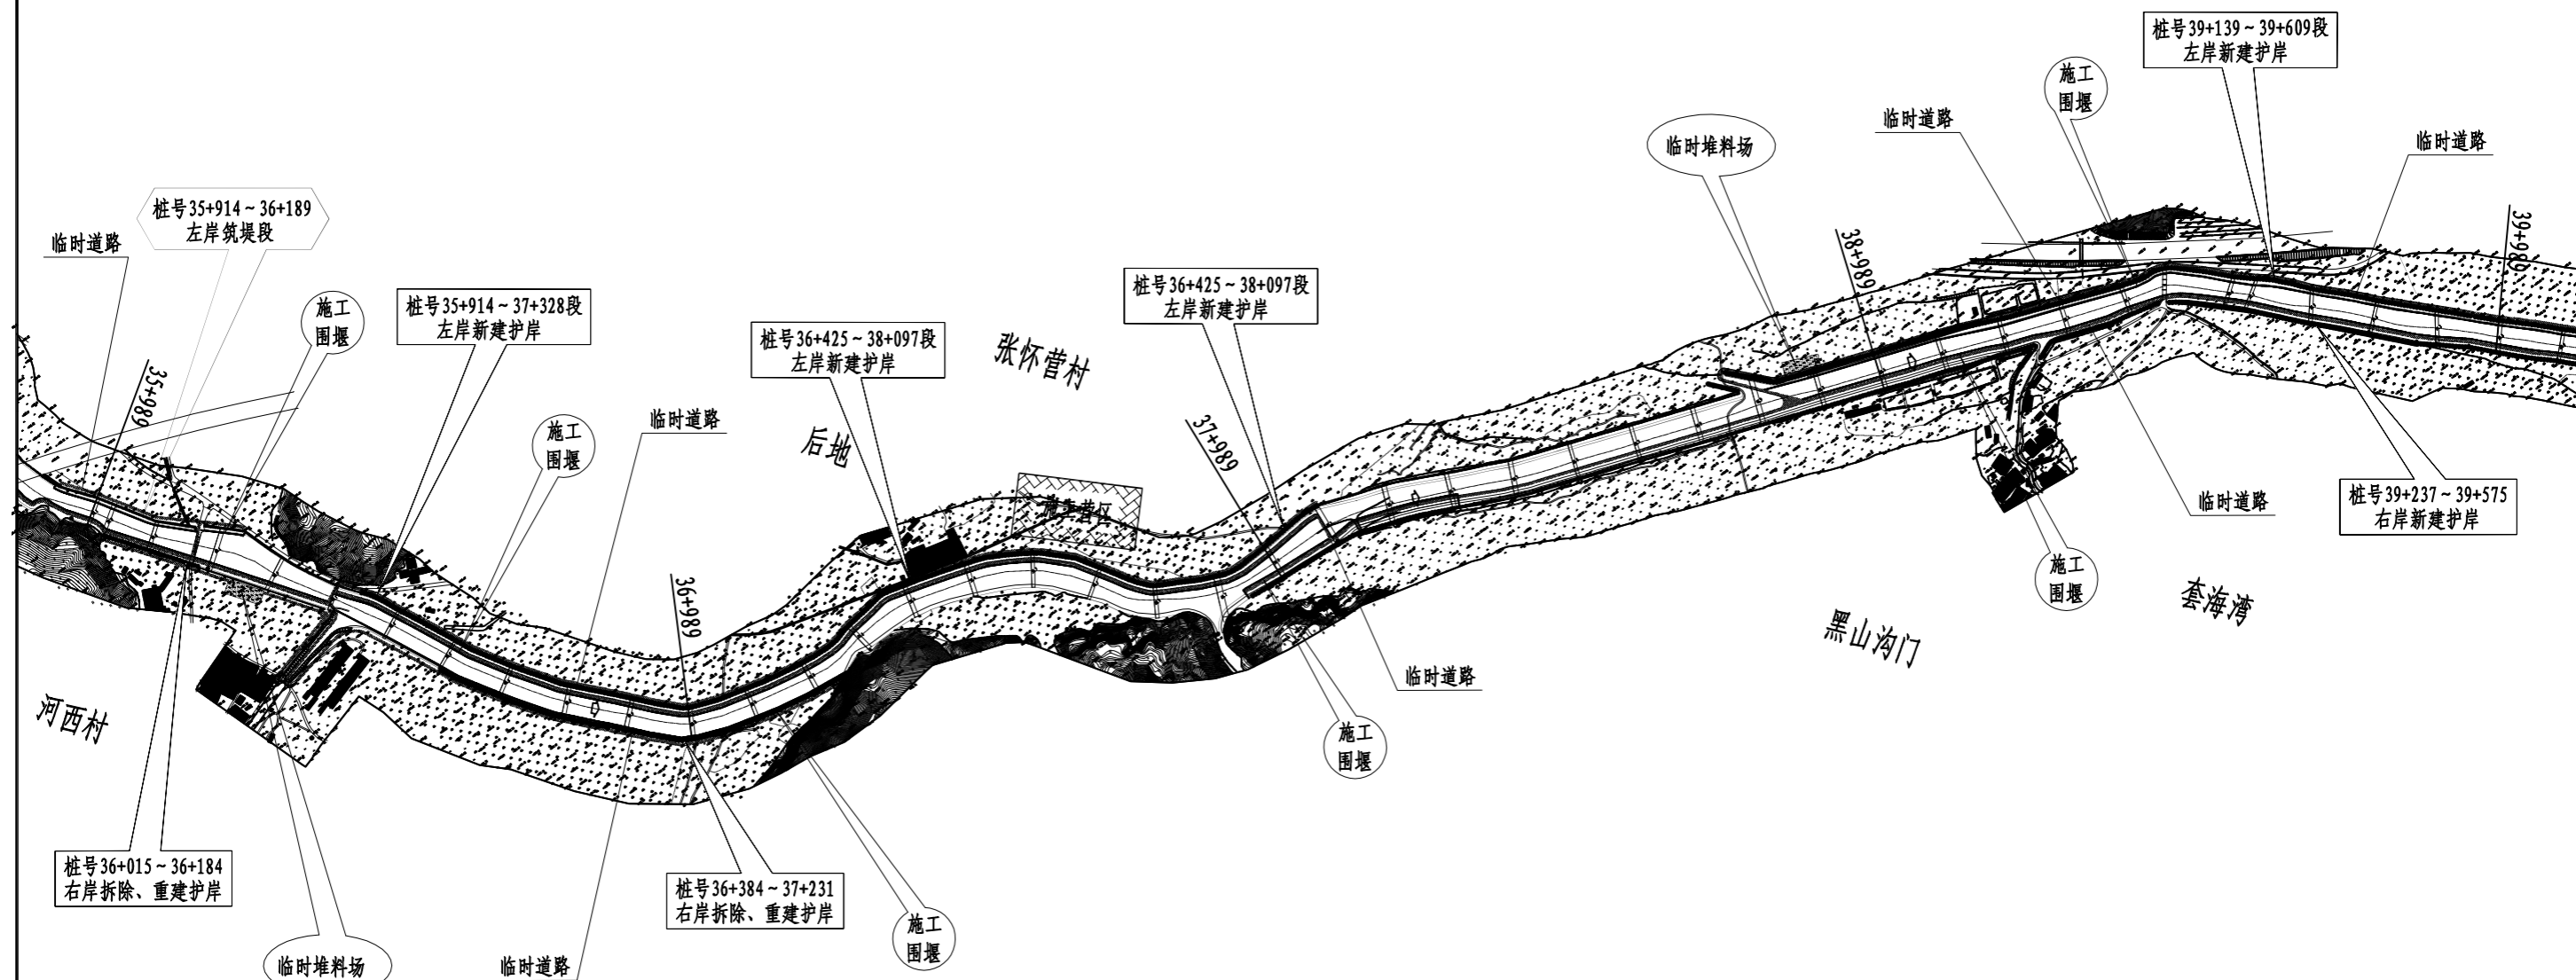 桩号39+139～39+609段
左岸新建护岸
施工
围堰
临时道路
临时堆料场
临时道路
桩号35+914～36+189
左岸筑堤段
临时道路
39+989
38+989
桩号36+425～38+097段
左岸新建护岸
施工
围堰
桩号35+914～37+328段
左岸新建护岸
桩号36+425～38+097段
左岸新建护岸
张怀营村
35+989
临时道路
施工
围堰
后地
37+989
施工营区
临时道路
桩号39+237～39+575
右岸新建护岸
施工
围堰
套海湾
36+989
黑山沟门
临时道路
河西村
施工
围堰
桩号36+015～36+184
右岸拆除、重建护岸
桩号36+384～37+231
右岸拆除、重建护岸
施工
围堰
临时堆料场
临时道路